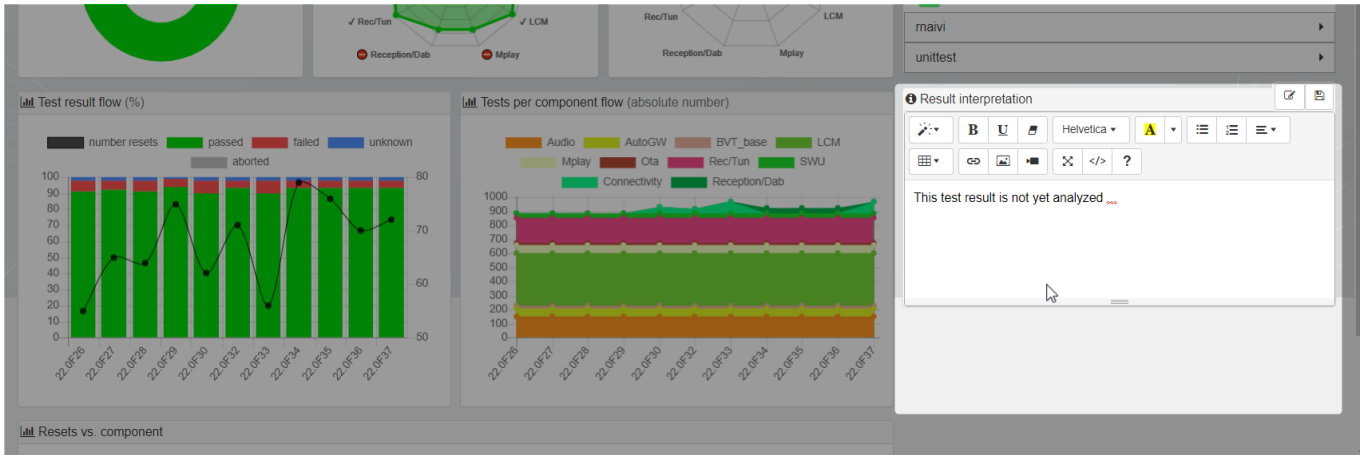 ✓ Rec/Tun
✓ LCM
Reception/Dab
Mplay
Rec/Tun
LCM
Reception/Dab
Mplay
rnaivi
unittest
Test result flow (%)
number resets passed failed unknown
aborted
100
90
80
70
60
50
40
30
20
10
0
80
70
60
50
22.0F26 22.0F27 22.0F28 22.0F29 22.0F30 22.0F32 22.0F33 22.0F34 22.0F35 22.0F36 22.0F37
Tests per component flow (absolute number)
Audio AutoGW BVT_base LCM
Mplay Ota Rec/Tun SWU
Connectivity Reception/Dab
1000
900
800
700
600
500
400
300
200
100
0
22.0F26 22.0F27 22.0F28 22.0F29 22.0F30 22.0F32 22.0F33 22.0F34 22.0F35 22.0F36 22.0F37
Result interpretation
B U Helvetica A
</> ?
This test result is not yet analyzed ...
Resets vs. component